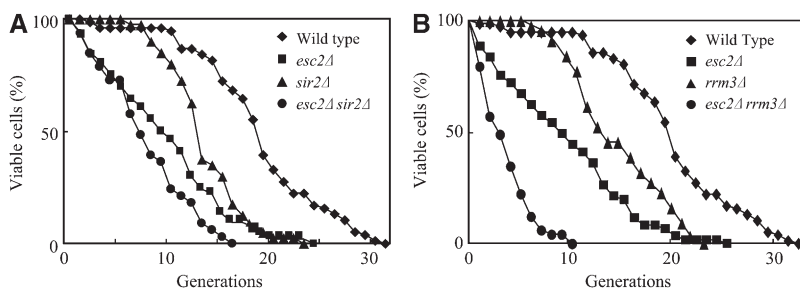 A
100
50
0
0
10
20
30
Viable cells (%)
Generations
Wild type
esc2Δ
sir2Δ
esc2Δ sir2Δ
B
100
50
0
0
10
20
30
Viable cells (%)
Generations
Wild Type
esc2Δ
rrm3Δ
esc2Δ rrm3Δ